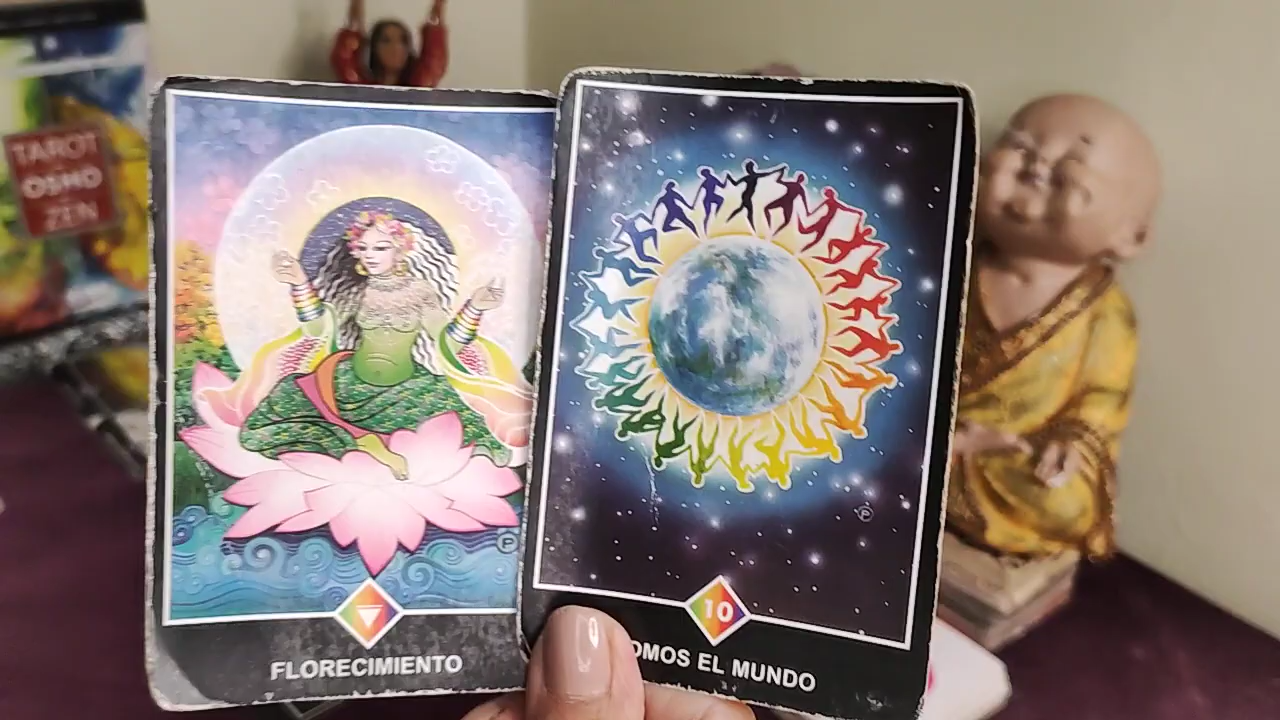 TAROT
OSHO
ZEN
FLORECIMIENTO
10
OMOS EL MUNDO
P
P